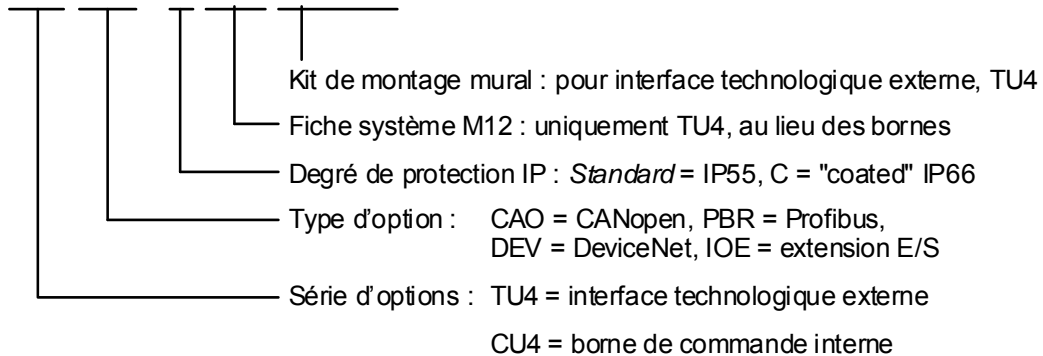 Kit de montage mural : pour interface technologique externe, TU4
Fiche système M12 : uniquement TU4, au lieu des bornes
Degré de protection IP : Standard = IP55, C = "coated" IP66
Type d'option : CAO = CANopen, PBR = Profibus,
DEV = DeviceNet, IOE = extension E/S
Série d'options : TU4 = interface technologique externe
CU4 = borne de commande interne